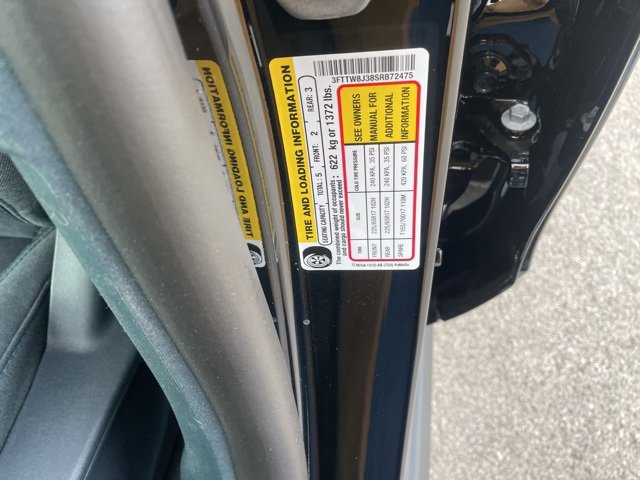 3FTTW8J38SRB72475
TIRE AND LOADING INFORMATION
SEATING CAPACITY TOTAL : 5 FRONT: 2 REAR: 3
The combined weight of occupants
and cargo should never exceed : 622 kg or 1372 lbs.
TIRE SIZE COLD TIRE PRESSURE
FRONT 225/65R17 102H 240 KPA, 35 PSI
REAR 225/65R17 102H 240 KPA, 35 PSI
SPARE T155/70D17 110M 420 KPA, 60 PSI
SEE OWNERS
MANUAL FOR
ADDITIONAL
INFORMATION
TIRE AND LOADING INFORMATION